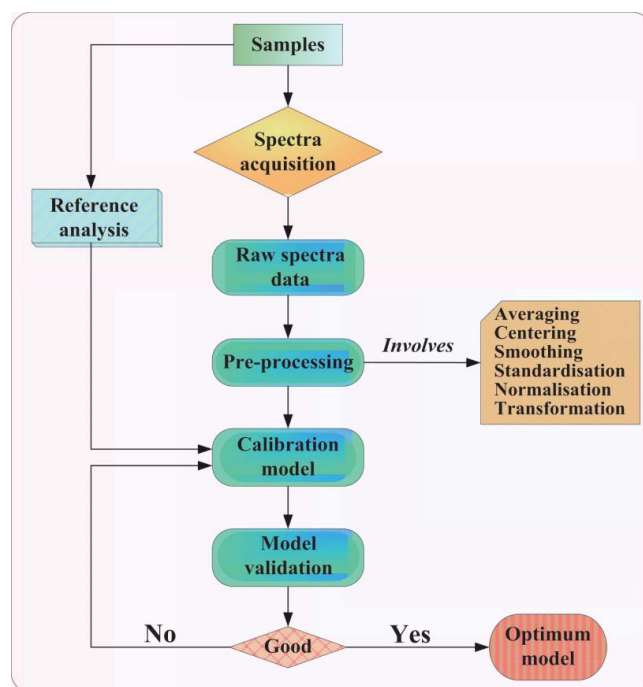 Samples
Spectra
acquisition
Reference
analysis
Raw spectra
data
Pre-processing
Involves
Averaging
Centering
Smoothing
Standardisation
Normalisation
Transformation
Calibration
model
Model
validation
No
Good
Yes
Optimum
model